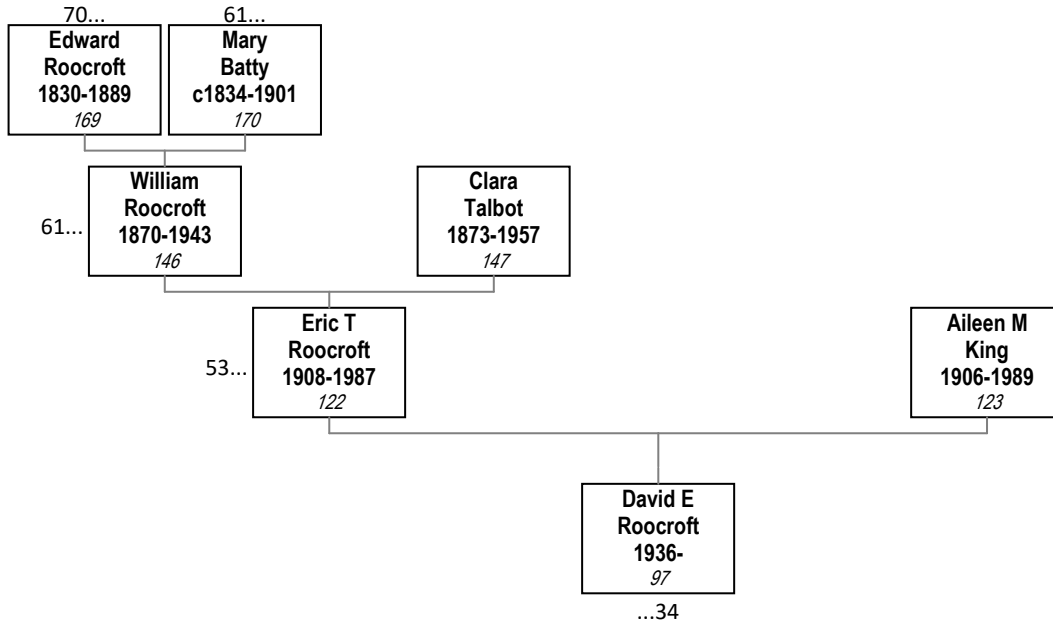 70...
61...
Edward
Roocroft
1830-1889
169
Mary
Batty
c1834-1901
170
61...
William
Roocroft
1870-1943
146
Clara
Talbot
1873-1957
147
53...
Eric T
Roocroft
1908-1987
122
Aileen M
King
1906-1989
123
David E
Roocroft
1936-
97
...34